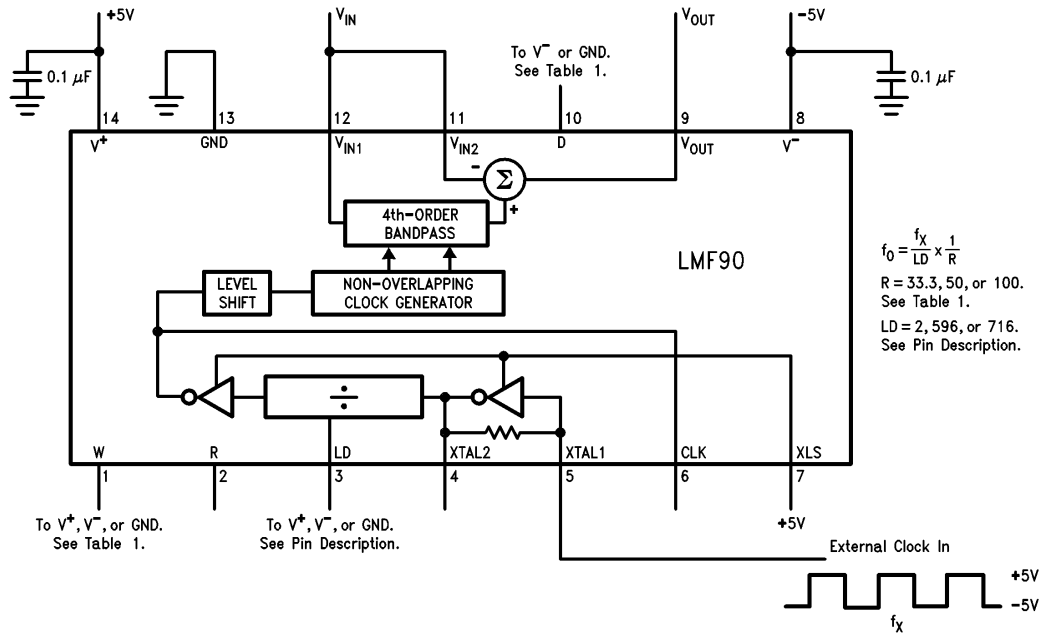 +5V
V_IN
V_OUT
-5V
0.1 μF
To V⁻ or GND.
See Table 1.
0.1 μF
14
13
12
11
10
9
8
V⁺
GND
V_IN1
V_IN2
D
V_OUT
V⁻
-
Σ
+
4th-ORDER
BANDPASS
LMF90
f_O = f_X/LD x 1/R
R = 33.3, 50, or 100.
See Table 1.
LD = 2, 596, or 716.
See Pin Description.
LEVEL
SHIFT
NON-OVERLAPPING
CLOCK GENERATOR
÷
W
R
LD
XTAL2
XTAL1
CLK
XLS
1
2
3
4
5
6
7
To V⁺, V⁻, or GND.
See Table 1.
To V⁺, V⁻, or GND.
See Pin Description.
+5V
External Clock In
+5V
-5V
f_X